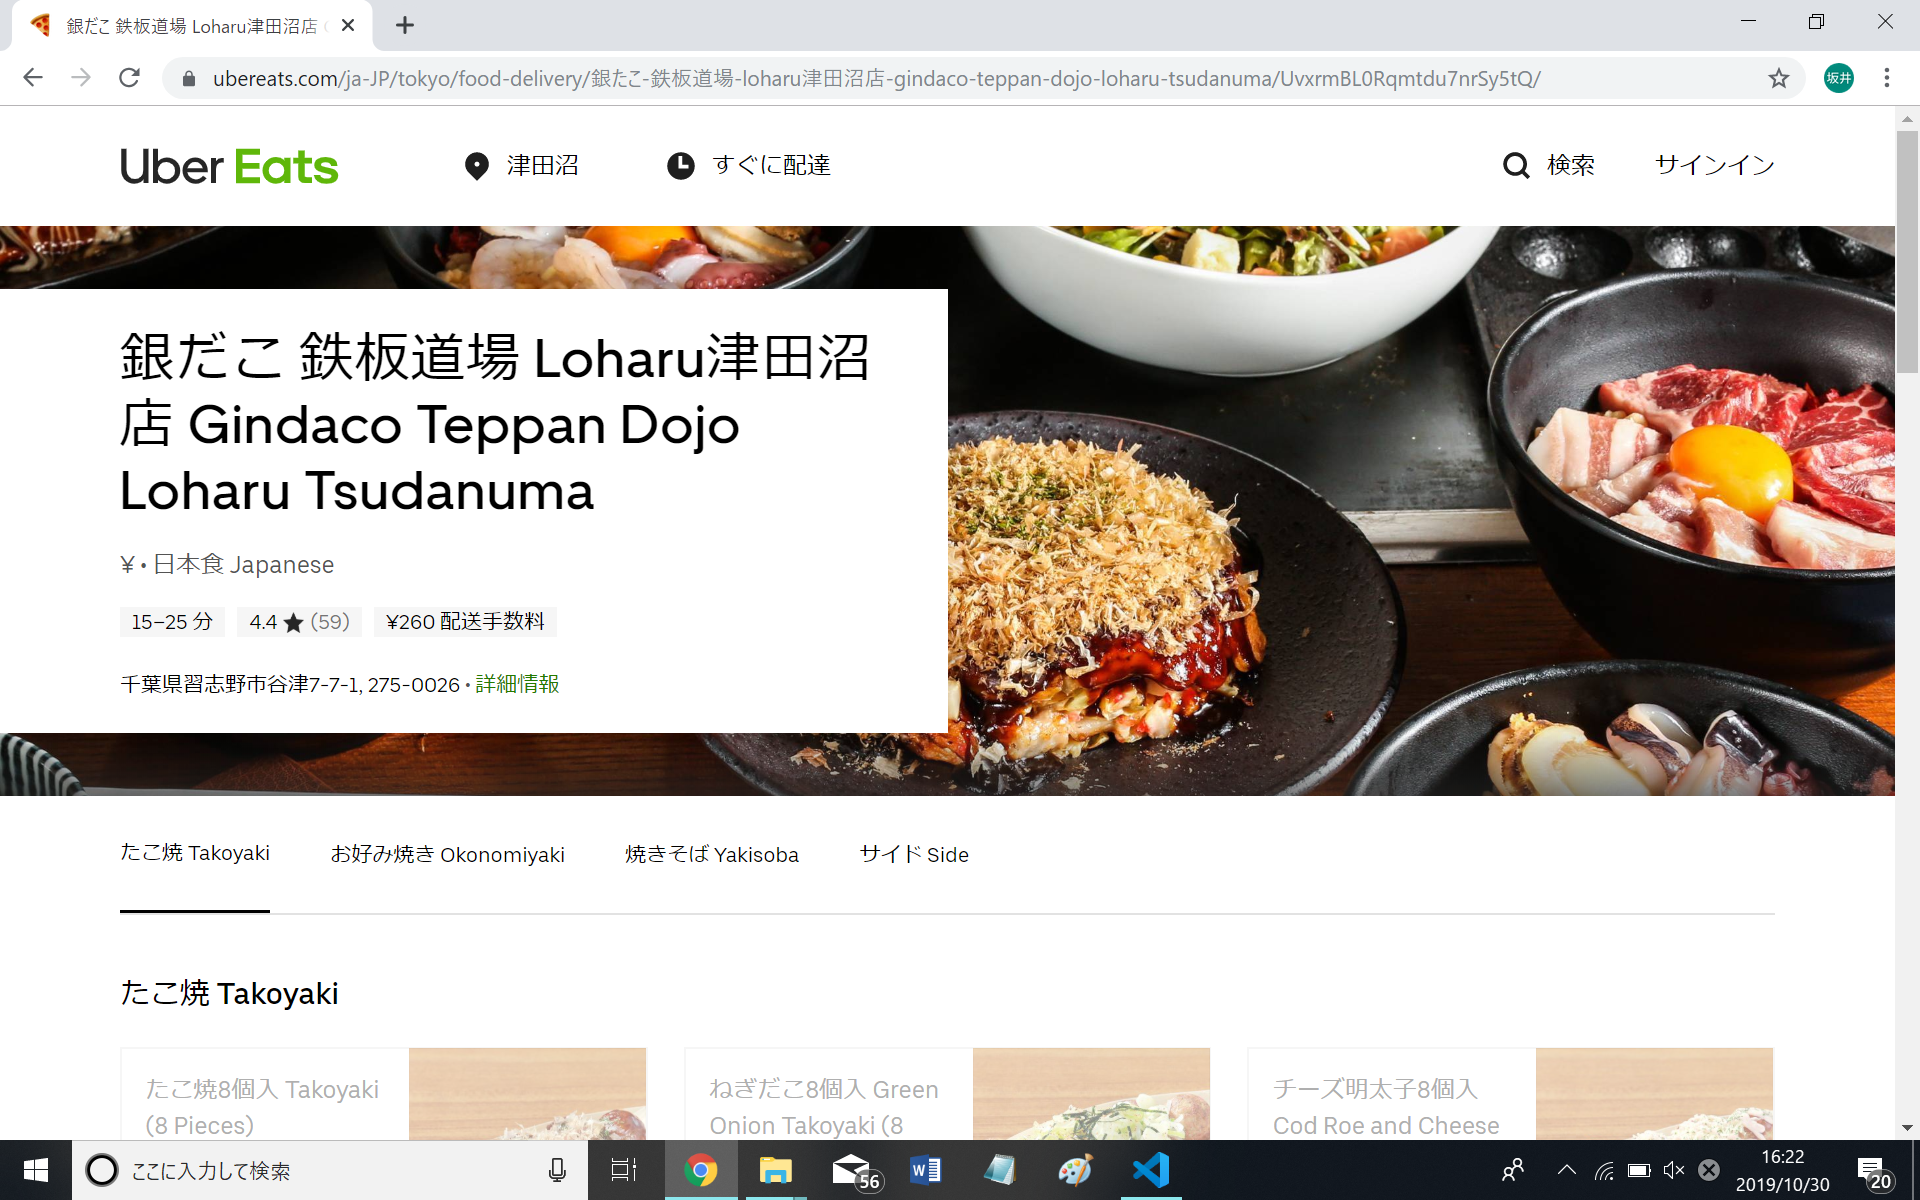 銀だこ 鉄板道場 Loharu津田沼店
ubereats.com/ja-JP/tokyo/food-delivery/銀たこ-鉄板道場-loharu津田沼店-gindaco-teppan-dojo-loharu-tsudanuma/UvxrmBL0Rqmtdu7nrSy5tQ/
坂井
Uber Eats
津田沼
すぐに配達
検索
サインイン
銀だこ 鉄板道場 Loharu津田沼
店 Gindaco Teppan Dojo
Loharu Tsudanuma
¥ • 日本食 Japanese
15–25 分
4.4 ★ (59)
¥260 配送手数料
千葉県習志野市谷津7-7-1, 275-0026 • 詳細情報
たこ焼 Takoyaki
お好み焼き Okonomiyaki
焼きそば Yakisoba
サイド Side
たこ焼 Takoyaki
たこ焼8個入 Takoyaki
(8 Pieces)
ねぎだこ8個入 Green
Onion Takoyaki (8
チーズ明太子8個入
Cod Roe and Cheese
ここに入力して検索
56
16:22
2019/10/30
20